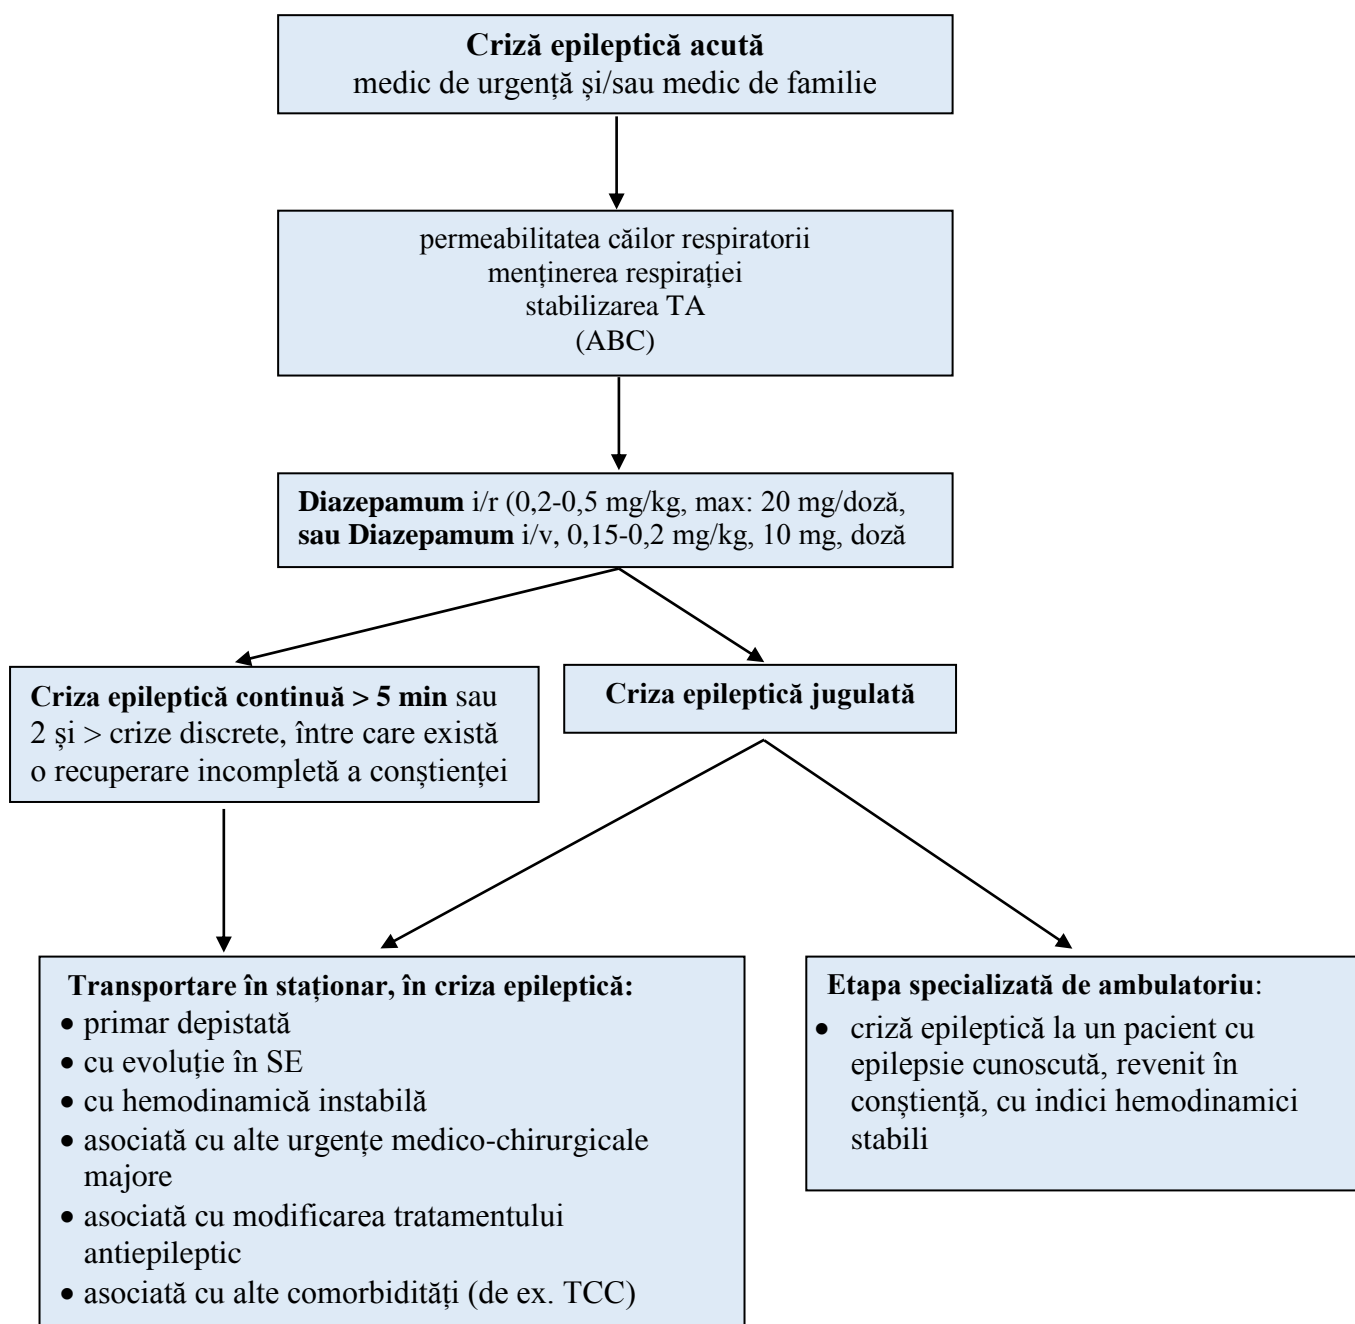 Criză epileptică acută
medic de urgență și/sau medic de familie
permeabilitatea căilor respiratorii
menținerea respirației
stabilizarea TA
(ABC)
Diazepamum i/r (0,2-0,5 mg/kg, max: 20 mg/doză,
sau Diazepamum i/v, 0,15-0,2 mg/kg, 10 mg, doză
Criza epileptică continuă > 5 min sau
2 și > crize discrete, între care există
o recuperare incompletă a conștienței
Criza epileptică jugulată
Transportare în staționar, în criza epileptică:
• primar depistată
• cu evoluție în SE
• cu hemodinamică instabilă
• asociată cu alte urgențe medico-chirurgicale
majore
• asociată cu modificarea tratamentului
antiepileptic
• asociată cu alte comorbidități (de ex. TCC)
Etapa specializată de ambulatoriu:
• criză epileptică la un pacient cu
epilepsie cunoscută, revenit în
conștiență, cu indici hemodinamici
stabili